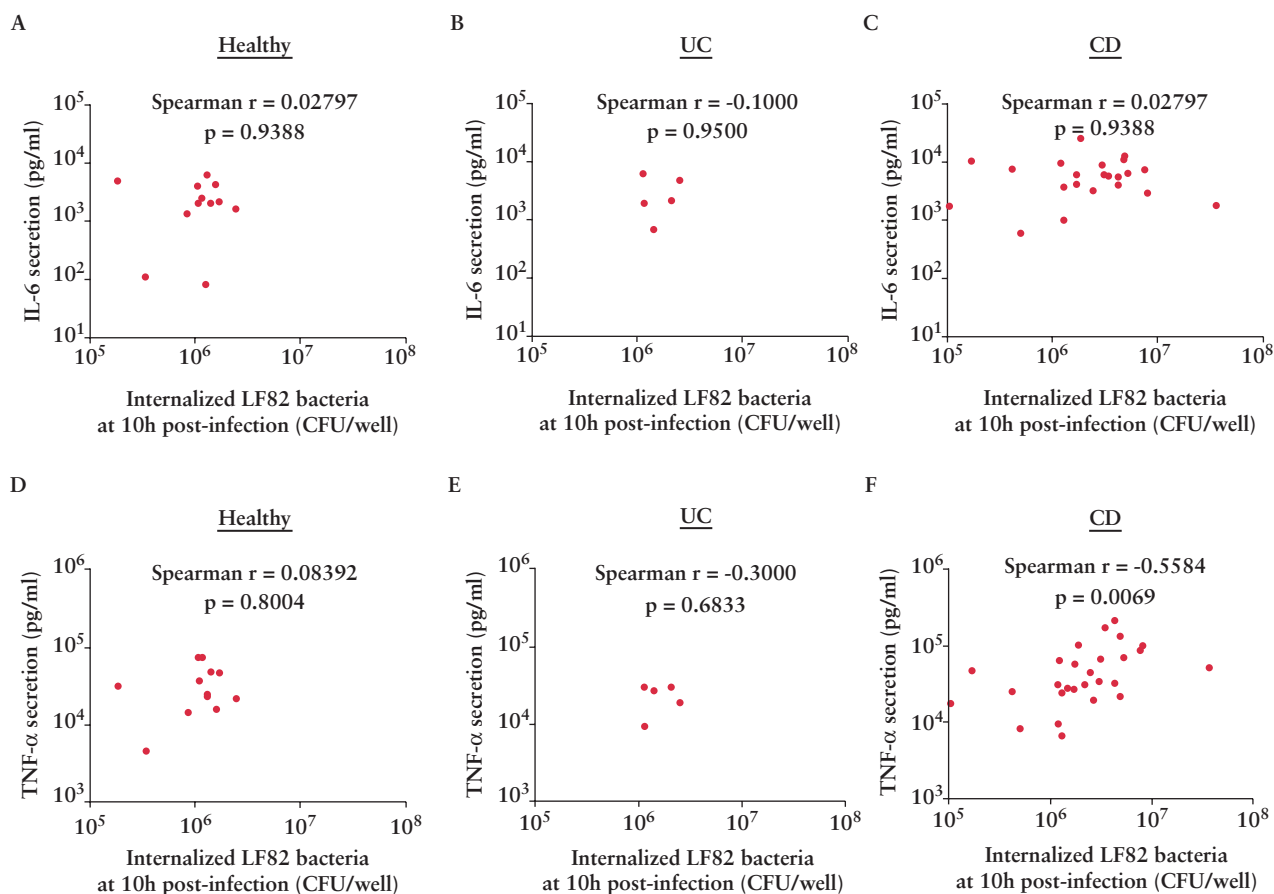 A
Healthy
Spearman r = 0.02797
p = 0.9388
IL-6 secretion (pg/ml)
10⁵
10⁴
10³
10²
10¹
10⁵ 10⁶ 10⁷ 10⁸
Internalized LF82 bacteria
at 10h post-infection (CFU/well)
B
UC
Spearman r = -0.1000
p = 0.9500
IL-6 secretion (pg/ml)
10⁵
10⁴
10³
10²
10¹
10⁵ 10⁶ 10⁷ 10⁸
Internalized LF82 bacteria
at 10h post-infection (CFU/well)
C
CD
Spearman r = 0.02797
p = 0.9388
IL-6 secretion (pg/ml)
10⁵
10⁴
10³
10²
10¹
10⁵ 10⁶ 10⁷ 10⁸
Internalized LF82 bacteria
at 10h post-infection (CFU/well)
D
Healthy
Spearman r = 0.08392
p = 0.8004
TNF-α secretion (pg/ml)
10⁶
10⁵
10⁴
10³
10⁵ 10⁶ 10⁷ 10⁸
Internalized LF82 bacteria
at 10h post-infection (CFU/well)
E
UC
Spearman r = -0.3000
p = 0.6833
TNF-α secretion (pg/ml)
10⁶
10⁵
10⁴
10³
10⁵ 10⁶ 10⁷ 10⁸
Internalized LF82 bacteria
at 10h post-infection (CFU/well)
F
CD
Spearman r = -0.5584
p = 0.0069
TNF-α secretion (pg/ml)
10⁶
10⁵
10⁴
10³
10⁵ 10⁶ 10⁷ 10⁸
Internalized LF82 bacteria
at 10h post-infection (CFU/well)